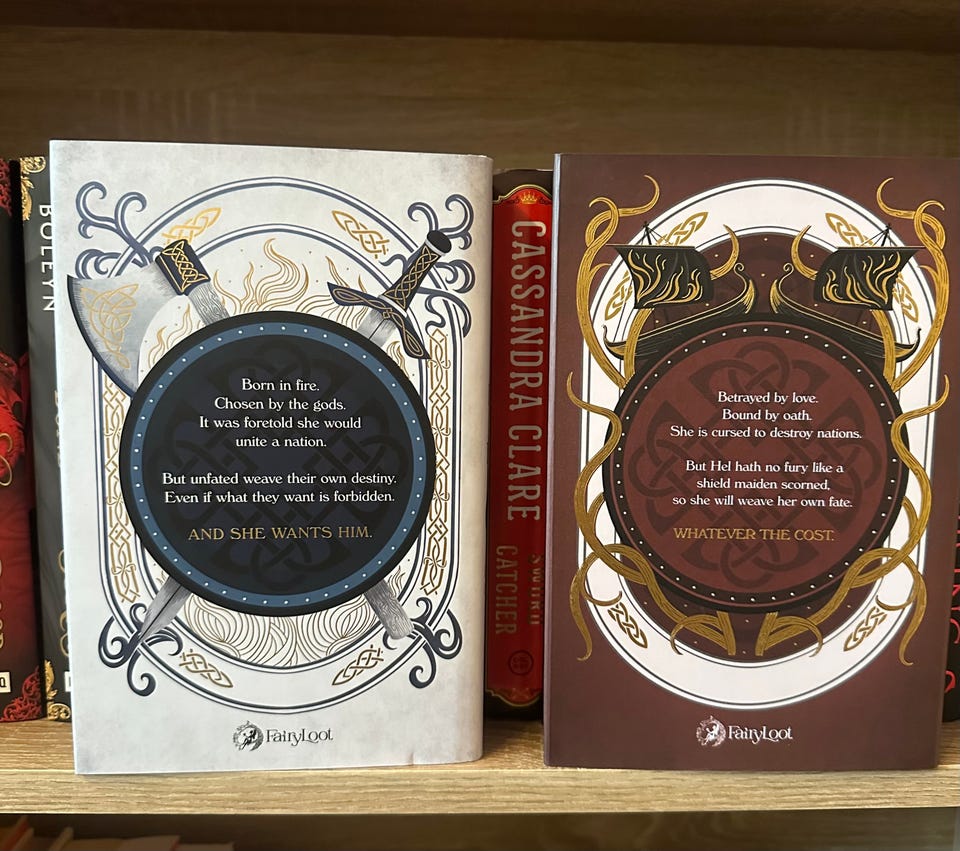 BOLEYN
Born in fire.
Chosen by the gods.
It was foretold she would
unite a nation.
But unfated weave their own destiny.
Even if what they want is forbidden.
AND SHE WANTS HIM.
FairyLoot
CASSANDRA CLARE
SWORD
CATCHER
Betrayed by love.
Bound by oath.
She is cursed to destroy nations.
But Hel hath no fury like a
shield maiden scorned,
so she will weave her own fate.
WHATEVER THE COST.
FairyLoot